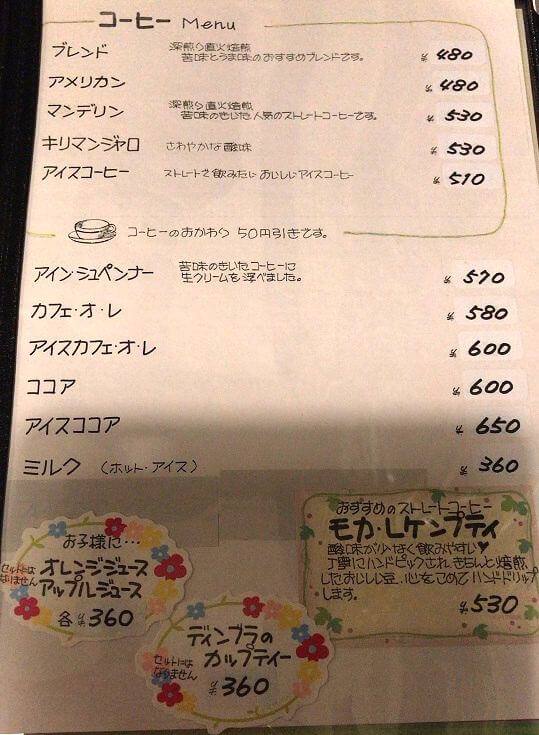 コーヒー Menu
ブレンド 深煎り直火焙煎 ¥480
苦味とうま味のおすすめブレンドです。
アメリカン ¥480
マンデリン 深煎り直火焙煎 ¥530
苦味のきいた人気のストレートコーヒーです。
キリマンジャロ さわやかな酸味 ¥530
アイスコーヒー ストレートで飲みたい おいしいアイスコーヒー ¥510
コーヒーのおかわり 50円引きです。
アインシュペンナー 苦味のきいたコーヒーに ¥570
生クリームを浮べました。
カフェ・オ・レ ¥580
アイスカフェ・オ・レ ¥600
ココア ¥600
アイスココア ¥650
ミルク (ホット・アイス) ¥360
お子様に…
セットには
なりません
オレンジジュース
アップルジュース
各 ¥360
ディンブラの
カップティー
セットには
なりません
¥360
おすすめのストレートコーヒー
モカ・レケンプティ
酸味が少なく飲みやすい♥
丁寧にハンドピックされ きちんと焙煎
したおいしい豆、心をこめてハンドドリップ
します。
¥530